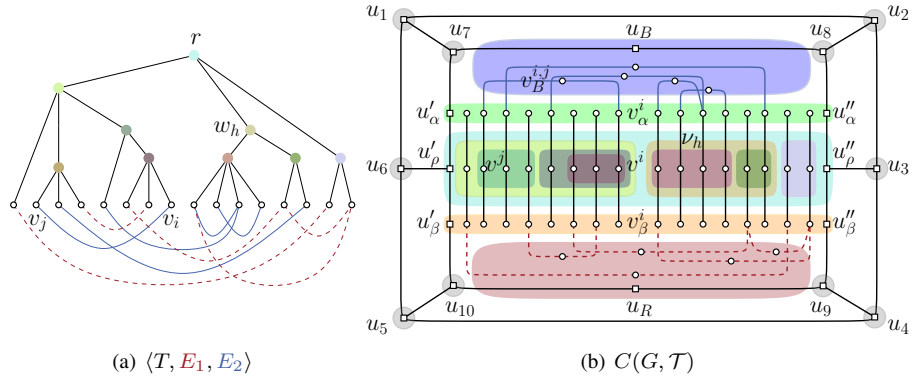 r
w_h
v_j
v_i
(a) ⟨T, E_1, E_2⟩
u_1
u_2
u_7
u_B
u_8
v_B^{i,j}
u'_α
v_α^i
u''_α
ν_h
u'_ρ
u''_ρ
u_6
v^j
v^i
u_3
u'_β
v_β^i
u''_β
u_10
u_R
u_9
u_5
u_4
(b) C(G, 𝒯)